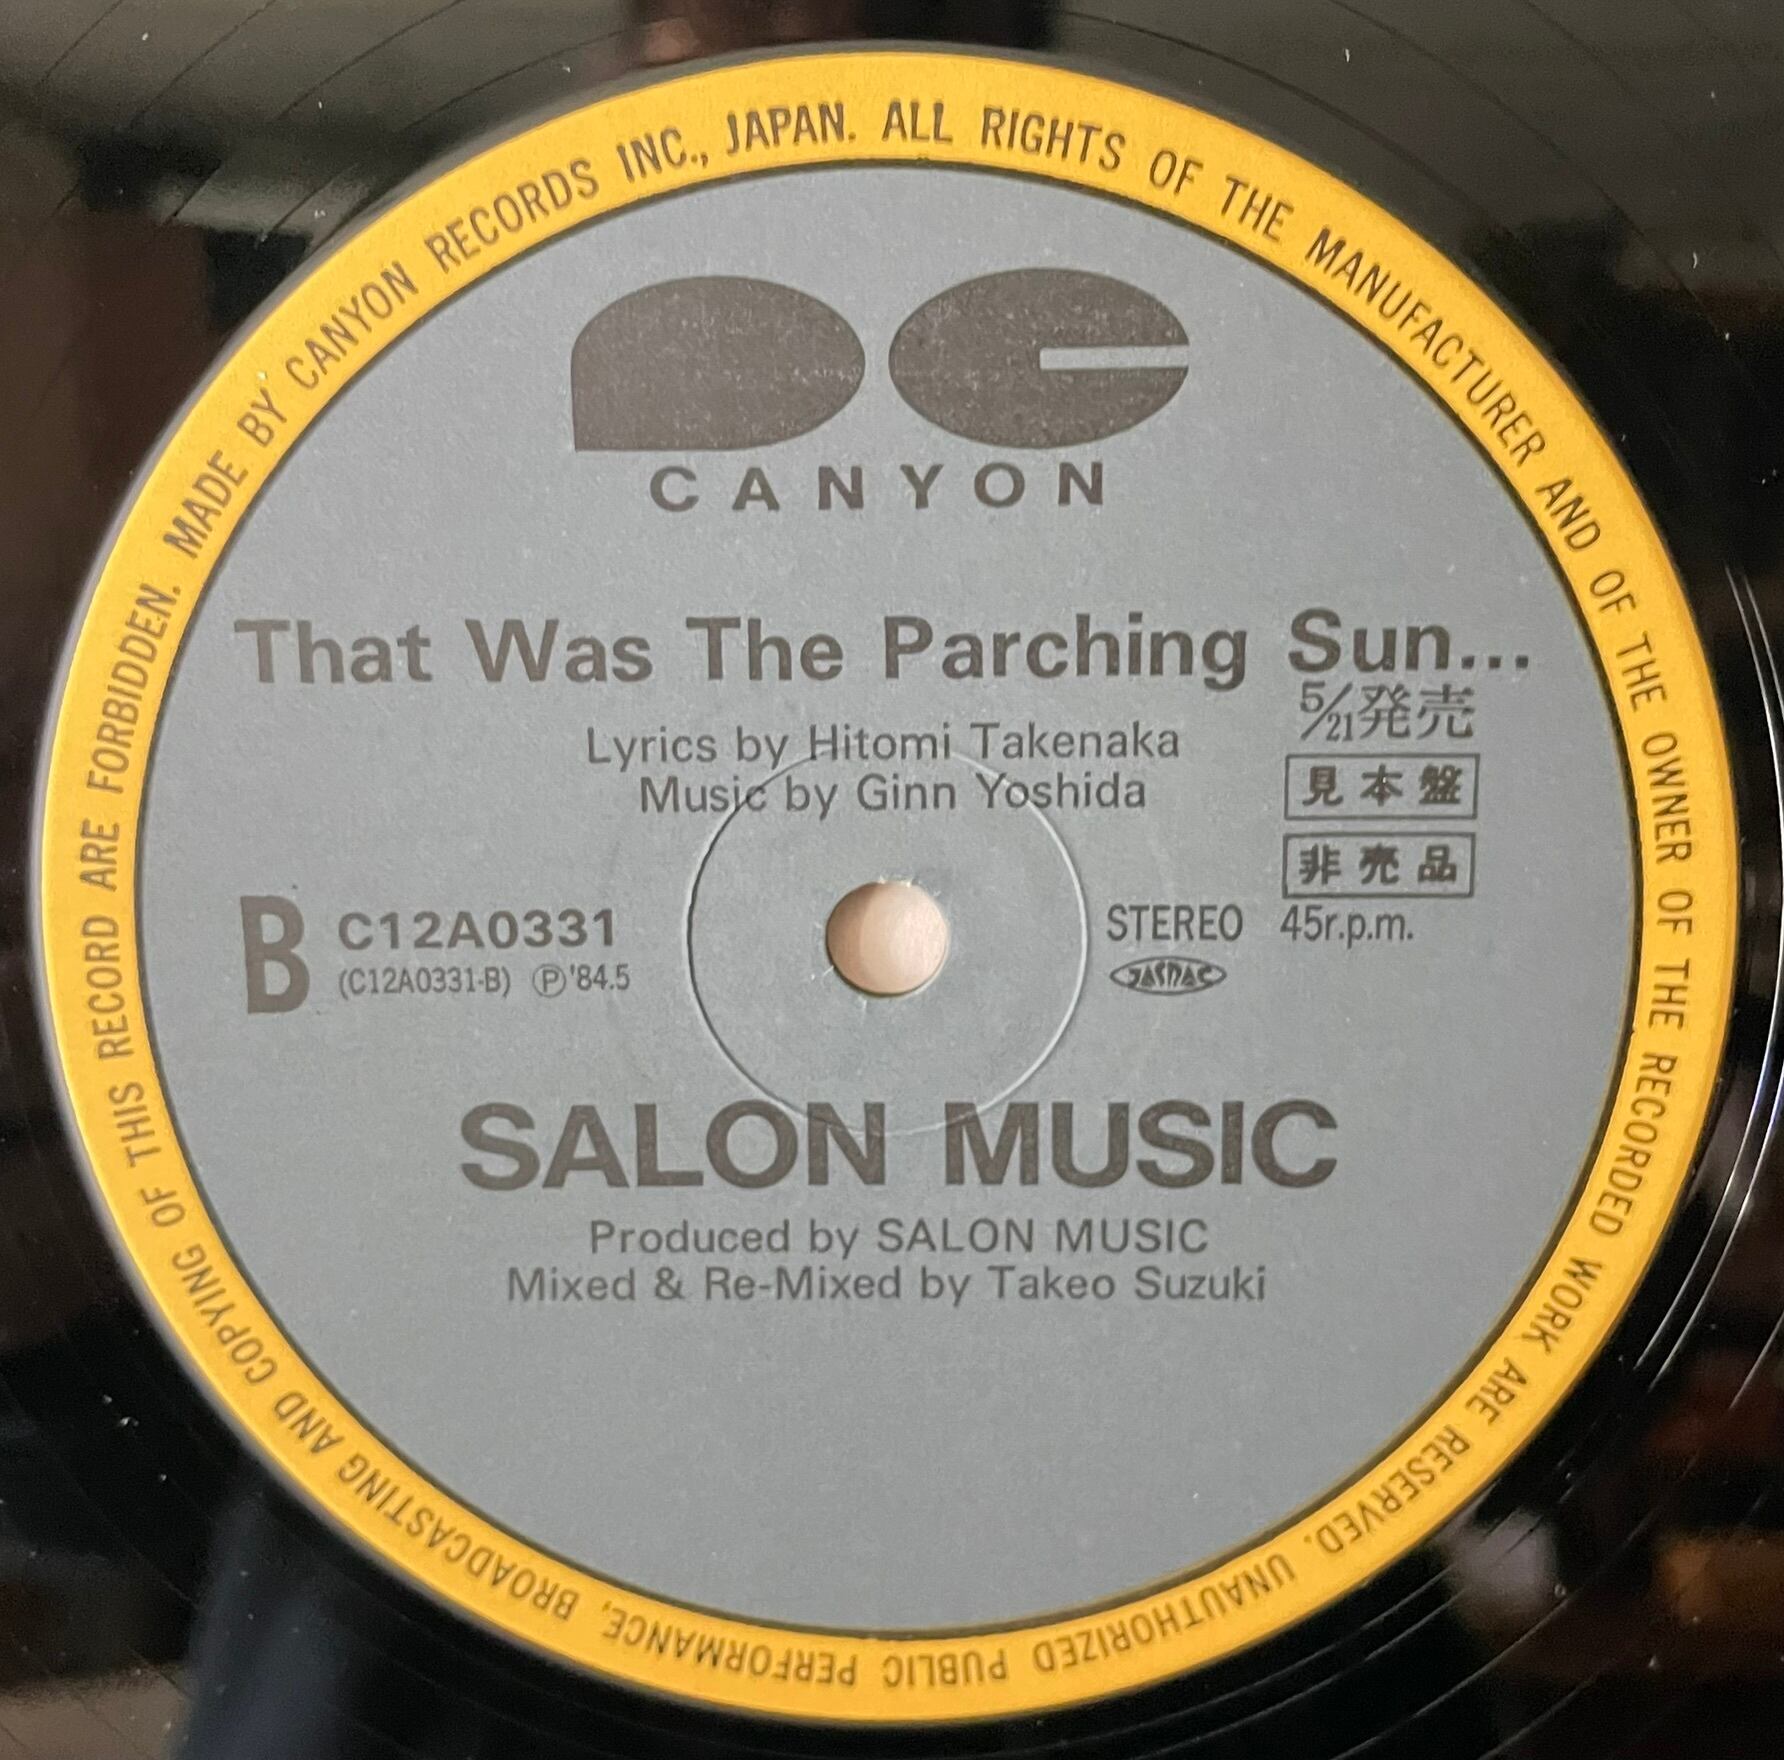 MADE BY CANYON RECORDS INC., JAPAN. ALL RIGHTS OF THE MANUFACTURER AND OF THE OWNER OF THE RECORDED WORK ARE RESERVED. UNAUTHORIZED PUBLIC PERFORMANCE, BROADCASTING AND COPYING OF THIS RECORD ARE FORBIDDEN.
PC
CANYON
That Was The Parching Sun...
5/21発売
Lyrics by Hitomi Takenaka
Music by Ginn Yoshida
見本盤
非売品
B C12A0331
(C12A0331-B) Ⓟ'84.5
STEREO 45r.p.m.
JASRAC
SALON MUSIC
Produced by SALON MUSIC
Mixed & Re-Mixed by Takeo Suzuki